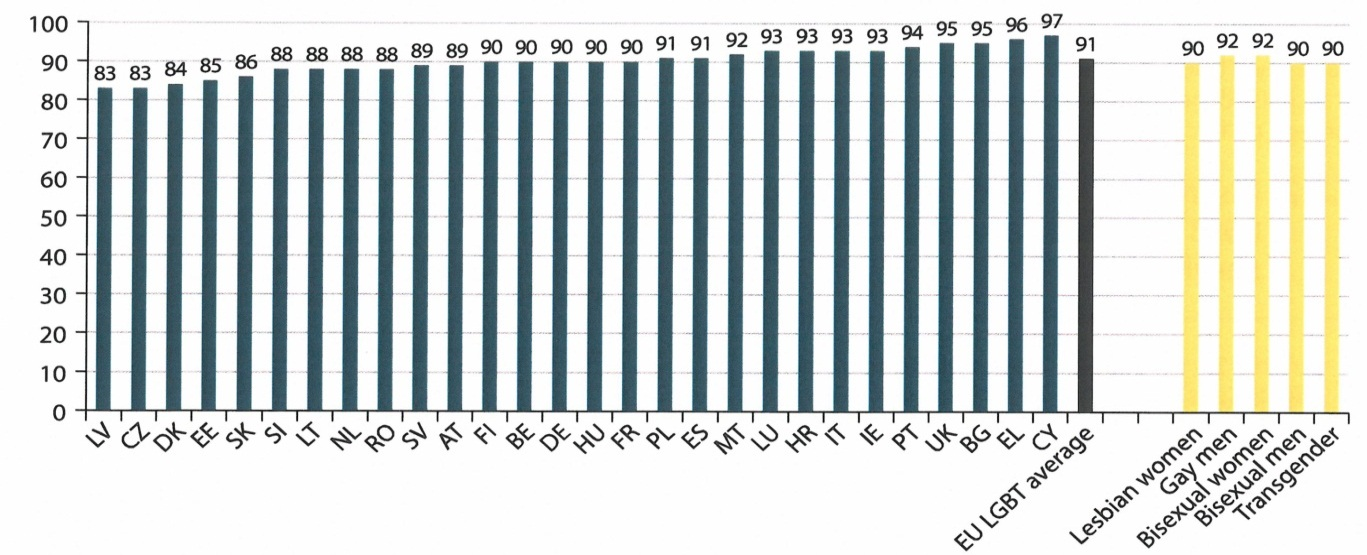 100
90
80
70
60
50
40
30
20
10
0
83 83 84 85 86 88 88 88 88 89 89 90 90 90 90 90 91 91 92 93 93 93 93 94 95 95 96 97 91 90 92 92 90 90
LV CZ DK EE SK SI LT NL RO SV AT FI BE DE HU FR PL ES MT LU HR IT IE PT UK BG EL CY
EU LGBT average
Lesbian women
Gay men
Bisexual women
Bisexual men
Transgender